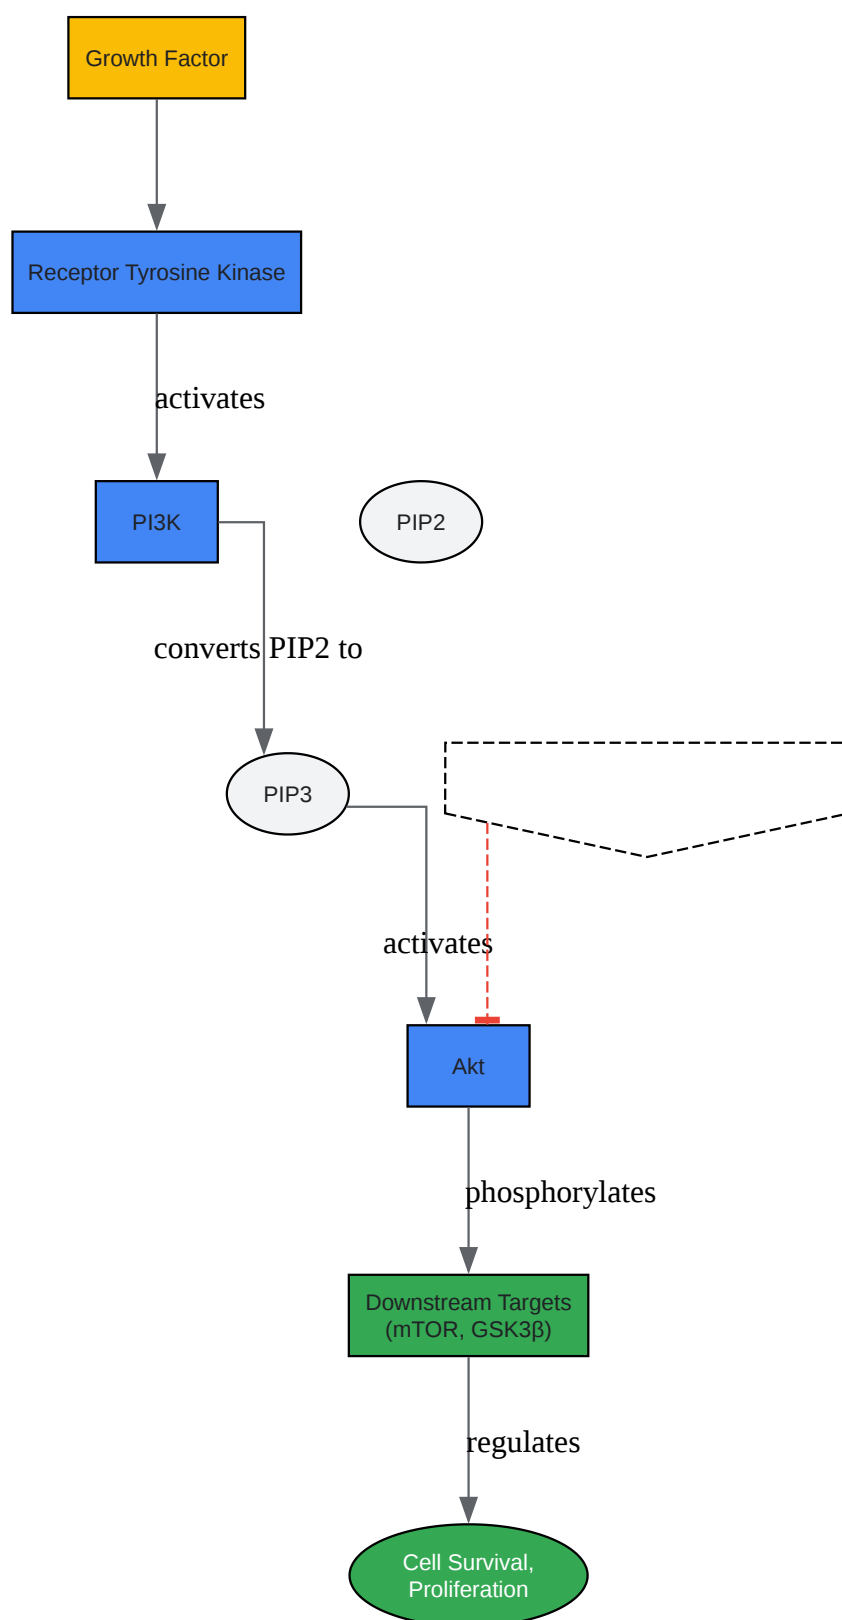 Growth Factor
Receptor Tyrosine Kinase
activates
PI3K
PIP2
converts PIP2 to
PIP3
activates
Akt
phosphorylates
Downstream Targets
(mTOR, GSK3β)
regulates
Cell Survival,
Proliferation